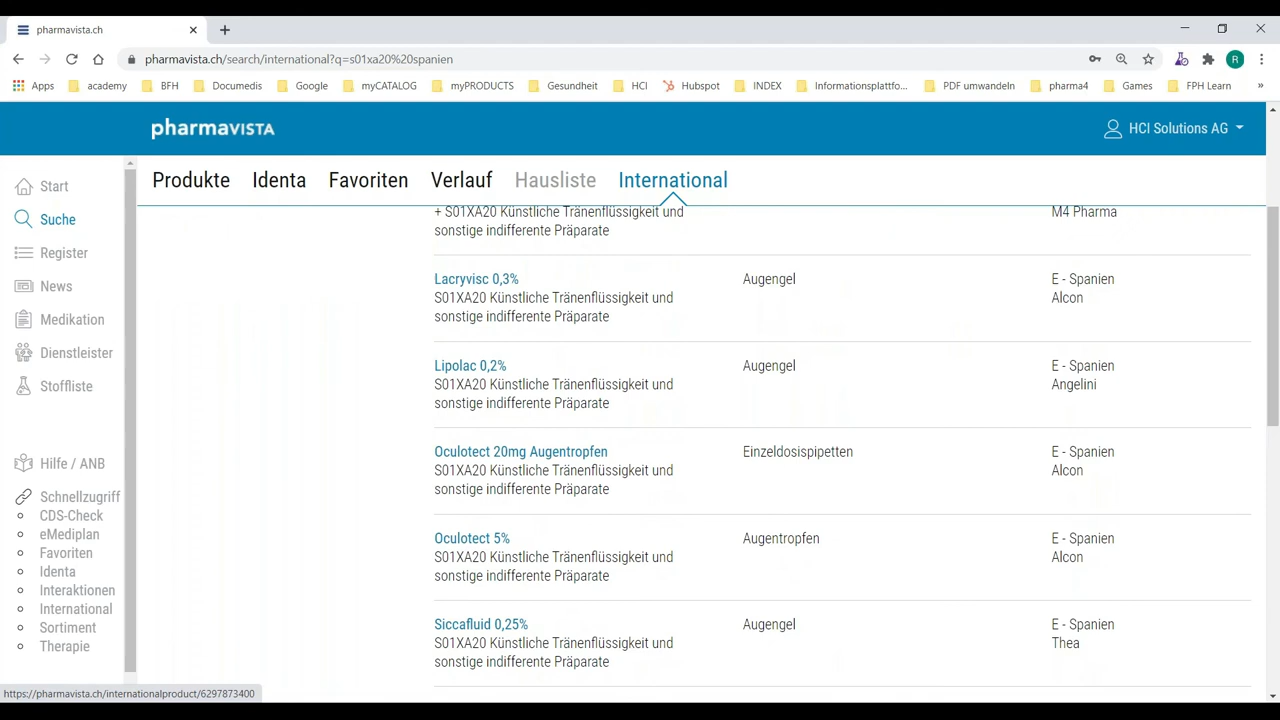 pharmavista.ch
pharmavista.ch/search/international?q=s01xa20%20spanien
R
Apps academy BFH Documedis Google myCATALOG myPRODUCTS Gesundheit HCI Hubspot INDEX Informationsplattfo... PDF umwandeln pharma4 Games FPH Learn »
pharmaVISTA
HCI Solutions AG
Start
Suche
Register
News
Medikation
Dienstleister
Stoffliste
Hilfe / ANB
Schnellzugriff
CDS-Check
eMediplan
Favoriten
Identa
Interaktionen
International
Sortiment
Therapie
Produkte Identa Favoriten Verlauf Hausliste International
+ S01XA20 Künstliche Tränenflüssigkeit und M4 Pharma
sonstige indifferente Präparate
Lacryvisc 0,3% Augengel E - Spanien
S01XA20 Künstliche Tränenflüssigkeit und Alcon
sonstige indifferente Präparate
Lipolac 0,2% Augengel E - Spanien
S01XA20 Künstliche Tränenflüssigkeit und Angelini
sonstige indifferente Präparate
Oculotect 20mg Augentropfen Einzeldosispipetten E - Spanien
S01XA20 Künstliche Tränenflüssigkeit und Alcon
sonstige indifferente Präparate
Oculotect 5% Augentropfen E - Spanien
S01XA20 Künstliche Tränenflüssigkeit und Alcon
sonstige indifferente Präparate
Siccafluid 0,25% Augengel E - Spanien
S01XA20 Künstliche Tränenflüssigkeit und Thea
sonstige indifferente Präparate
https://pharmavista.ch/internationalproduct/6297873400